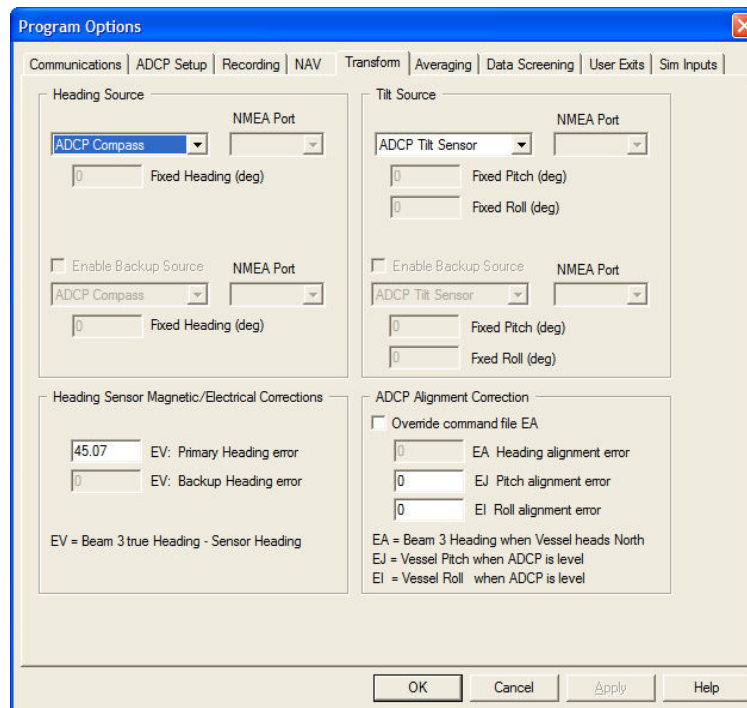 Program Options
Communications ADCP Setup Recording NAV Transform Averaging Data Screening User Exits Sim Inputs
Heading Source
NMEA Port
ADCP Compass
0 Fixed Heading (deg)
Enable Backup Source NMEA Port
ADCP Compass
0 Fixed Heading (deg)
Tilt Source
NMEA Port
ADCP Tilt Sensor
0 Fixed Pitch (deg)
0 Fixed Roll (deg)
Enable Backup Source NMEA Port
ADCP Tilt Sensor
0 Fixed Pitch (deg)
0 Fxed Roll (deg)
Heading Sensor Magnetic/Electrical Corrections
45.07 EV: Primary Heading error
0 EV: Backup Heading error
EV = Beam 3 true Heading - Sensor Heading
ADCP Alignment Correction
Override command file EA
0 EA Heading alignment error
0 EJ Pitch alignment error
0 EI Roll alignment error
EA = Beam 3 Heading when Vessel heads North
EJ = Vessel Pitch when ADCP is level
EI = Vessel Roll when ADCP is level
OK Cancel Apply Help